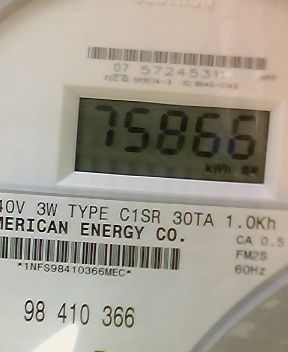 07 5724531
75866
kWh
40V 3W TYPE C1SR 30TA 1.0Kh
MERICAN ENERGY CO.
CA 0.5
FM2S
60Hz
*1NFS98410366MEC*
98 410 366